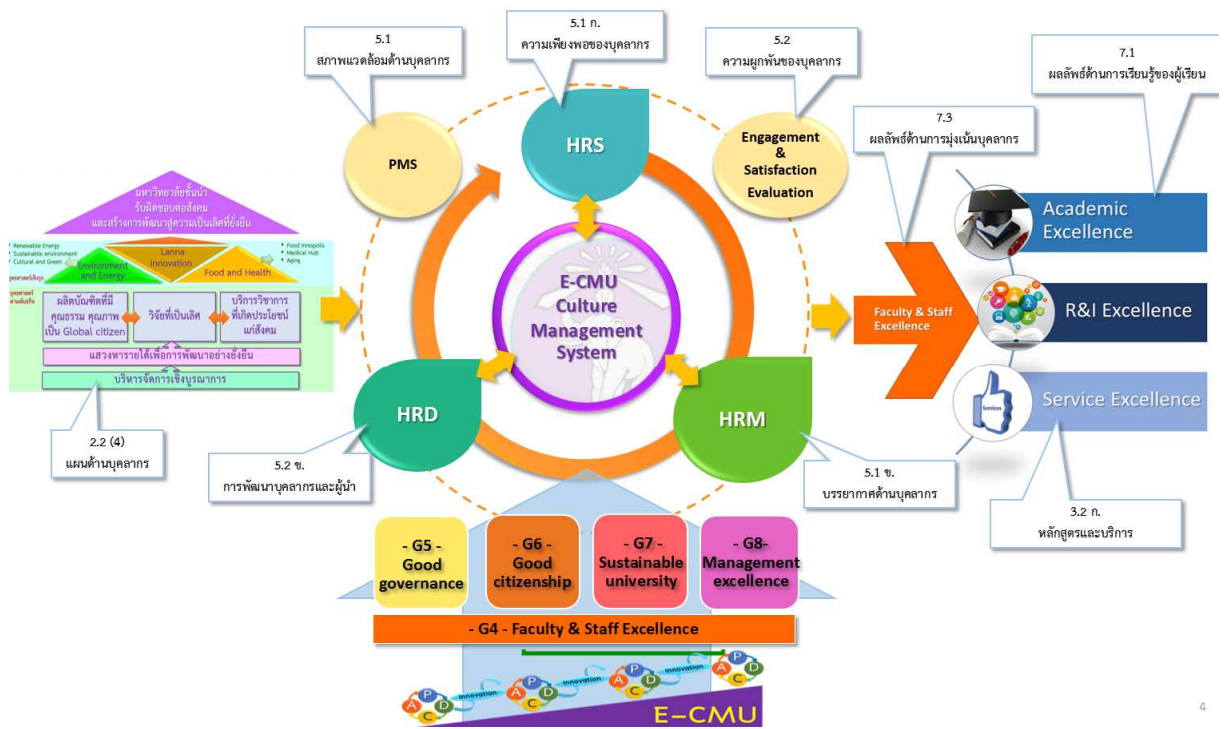 5.1
สภาพแวดล้อมด้านบุคลากร
5.1 ก.
ความเพียงพอของบุคลากร
5.2
ความผูกพันของบุคลากร
7.1
ผลลัพธ์ด้านการเรียนรู้ของผู้เรียน
7.3
ผลลัพธ์ด้านการมุ่งเน้นบุคลากร
PMS
HRS
Engagement
&
Satisfaction
Evaluation
มหาวิทยาลัยชั้นนำ
รับผิดชอบต่อสังคม
และสร้างการพัฒนาสู่ความเป็นเลิศที่ยั่งยืน
• Renewable Energy
• Sustainable environment
• Cultural and Green
Environment
and Energy
Lanna
Innovation
Food and Health
• Food Innopolis
• Medical Hub
• Aging
ผลิตบัณฑิตที่มี
คุณธรรม คุณภาพ
เป็น Global citizen
วิจัยที่เป็นเลิศ
บริการวิชาการ
ที่เกิดประโยชน์
แก่สังคม
แสวงหารายได้เพื่อการพัฒนาอย่างยั่งยืน
บริหารจัดการเชิงบูรณาการ
2.2 (4)
แผนด้านบุคลากร
E-CMU
Culture
Management
System
HRD
HRM
5.2 ข.
การพัฒนาบุคลากรและผู้นำ
5.1 ข.
บรรยากาศด้านบุคลากร
Faculty & Staff
Excellence
Academic
Excellence
R&I Excellence
Services
Service Excellence
3.2 ก.
หลักสูตรและบริการ
- G5 -
Good
governance
- G6 -
Good
citizenship
- G7 -
Sustainable
university
- G8-
Management
excellence
- G4 - Faculty & Staff Excellence
A P D C
Innovation
A P D C
Innovation
A P D C
Innovation
A P D C
E-CMU
4